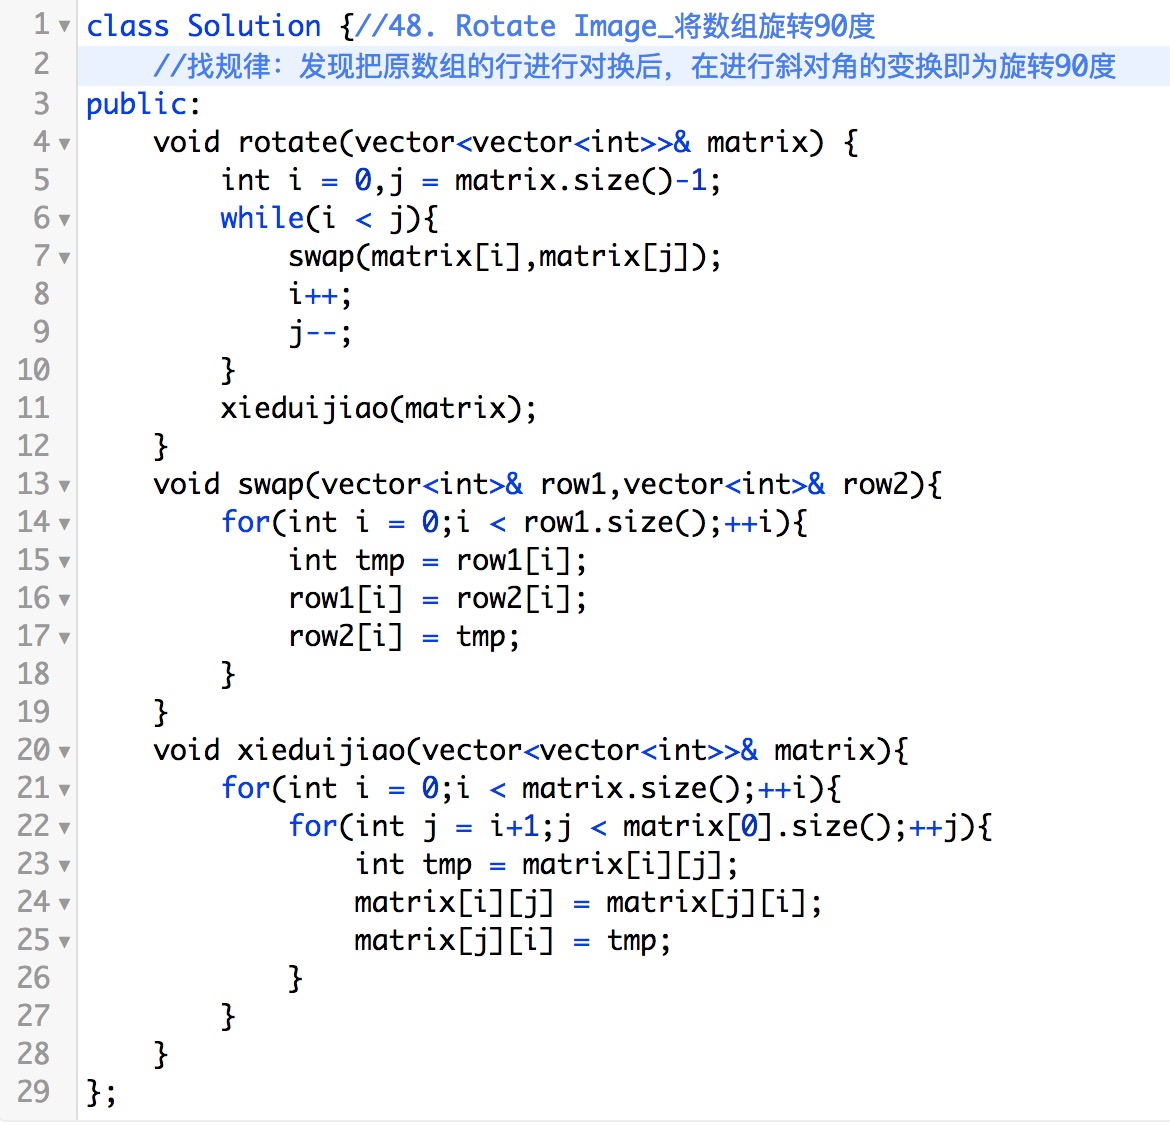 1 class Solution {//48. Rotate Image_将数组旋转90度
2     //找规律：发现把原数组的行进行对换后，在进行斜对角的变换即为旋转90度
3 public:
4     void rotate(vector<vector<int>>& matrix) {
5         int i = 0,j = matrix.size()-1;
6         while(i < j){
7             swap(matrix[i],matrix[j]);
8             i++;
9             j--;
10         }
11         xieduijiao(matrix);
12     }
13     void swap(vector<int>& row1,vector<int>& row2){
14         for(int i = 0;i < row1.size();++i){
15             int tmp = row1[i];
16             row1[i] = row2[i];
17             row2[i] = tmp;
18         }
19     }
20     void xieduijiao(vector<vector<int>>& matrix){
21         for(int i = 0;i < matrix.size();++i){
22             for(int j = i+1;j < matrix[0].size();++j){
23                 int tmp = matrix[i][j];
24                 matrix[i][j] = matrix[j][i];
25                 matrix[j][i] = tmp;
26             }
27         }
28     }
29 };